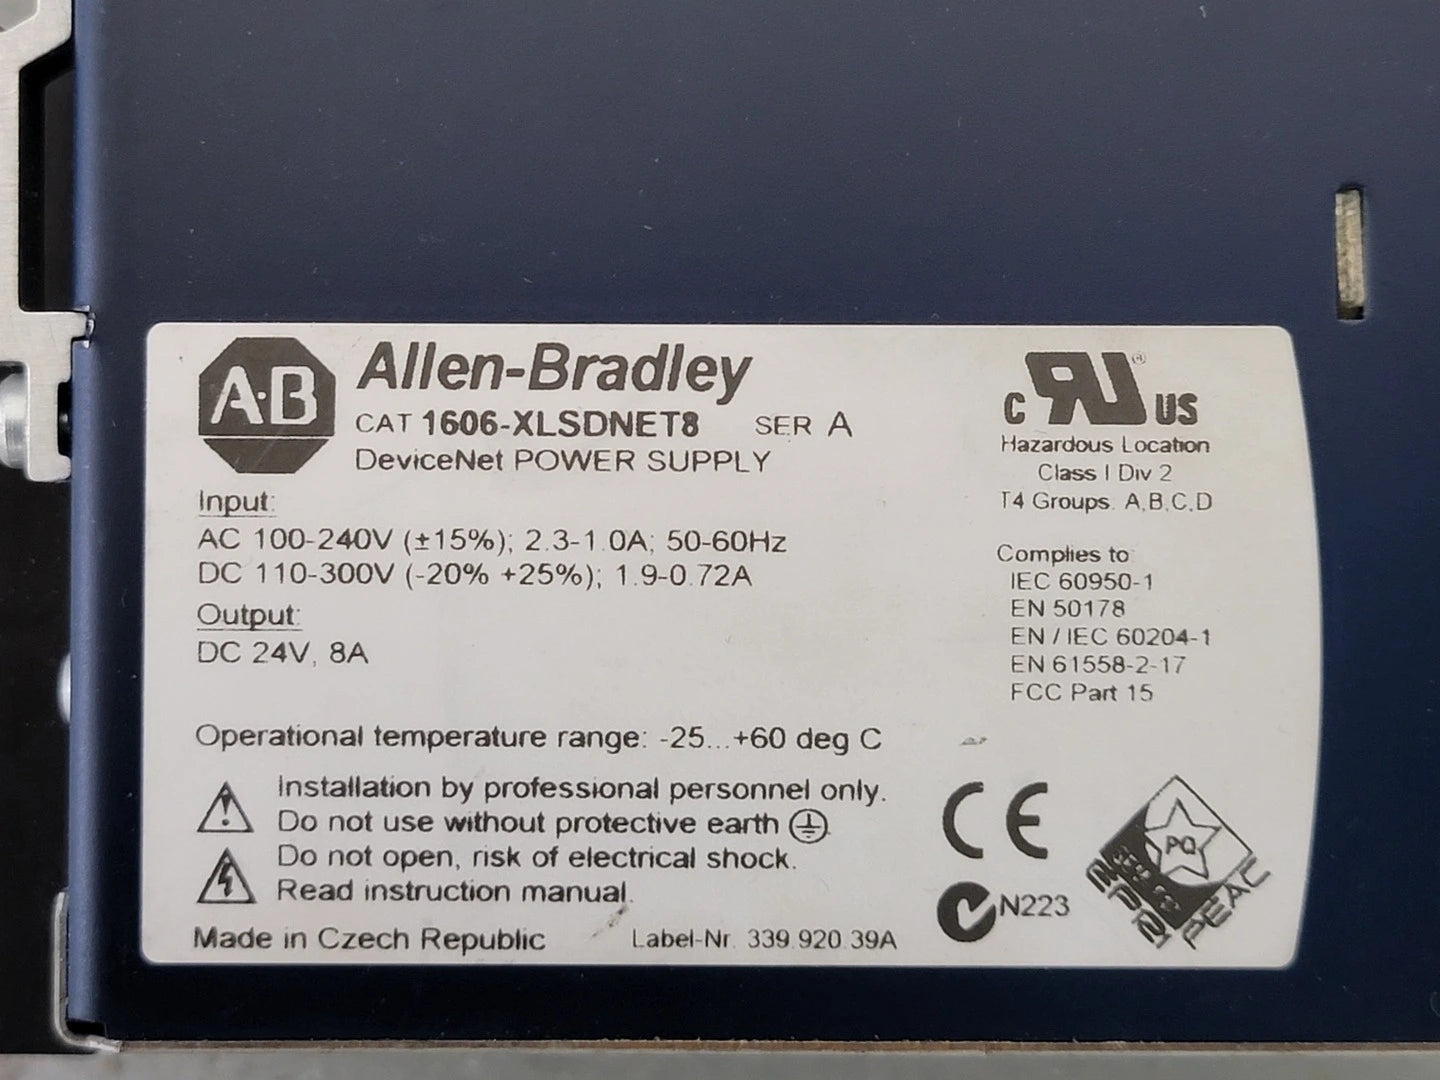 A-B
Allen-Bradley
CAT 1606-XLSDNET8 SER A
DeviceNet POWER SUPPLY
Input:
AC 100-240V (±15%); 2.3-1.0A; 50-60Hz
DC 110-300V (-20% +25%); 1.9-0.72A
Output:
DC 24V, 8A
Operational temperature range: -25...+60 deg C
Installation by professional personnel only.
Do not use without protective earth
Do not open, risk of electrical shock.
Read instruction manual.
Made in Czech Republic
Label-Nr. 339.920.39A
C RU ® US
Hazardous Location
Class I Div 2
T4 Groups. A,B,C,D
Complies to:
IEC 60950-1
EN 50178
EN / IEC 60204-1
EN 61558-2-17
FCC Part 15
CE
N223
PQ
PEAC